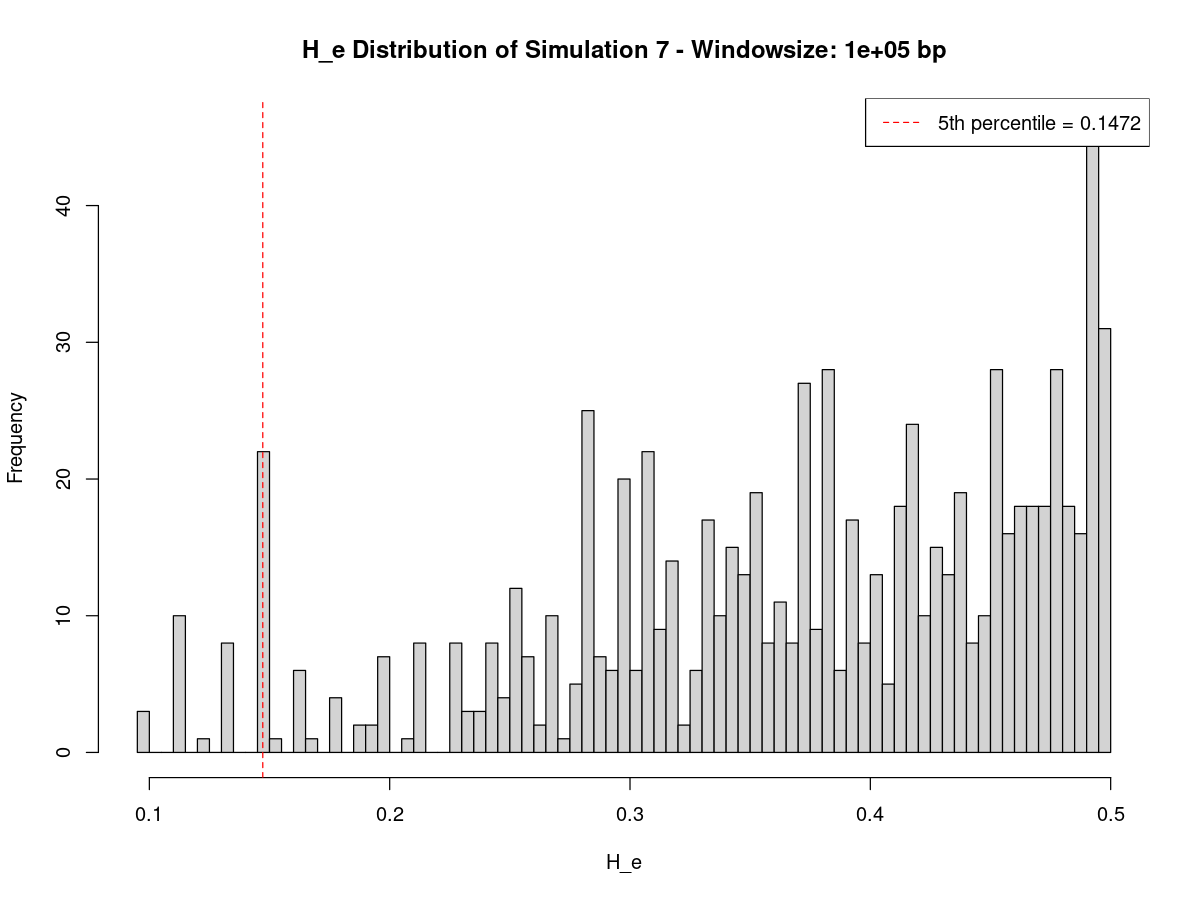 H_e Distribution of Simulation 7 - Windowsize: 1e+05 bp
5th percentile = 0.1472
Frequency
40
30
20
10
0
0.1 0.2 0.3 0.4 0.5
H_e